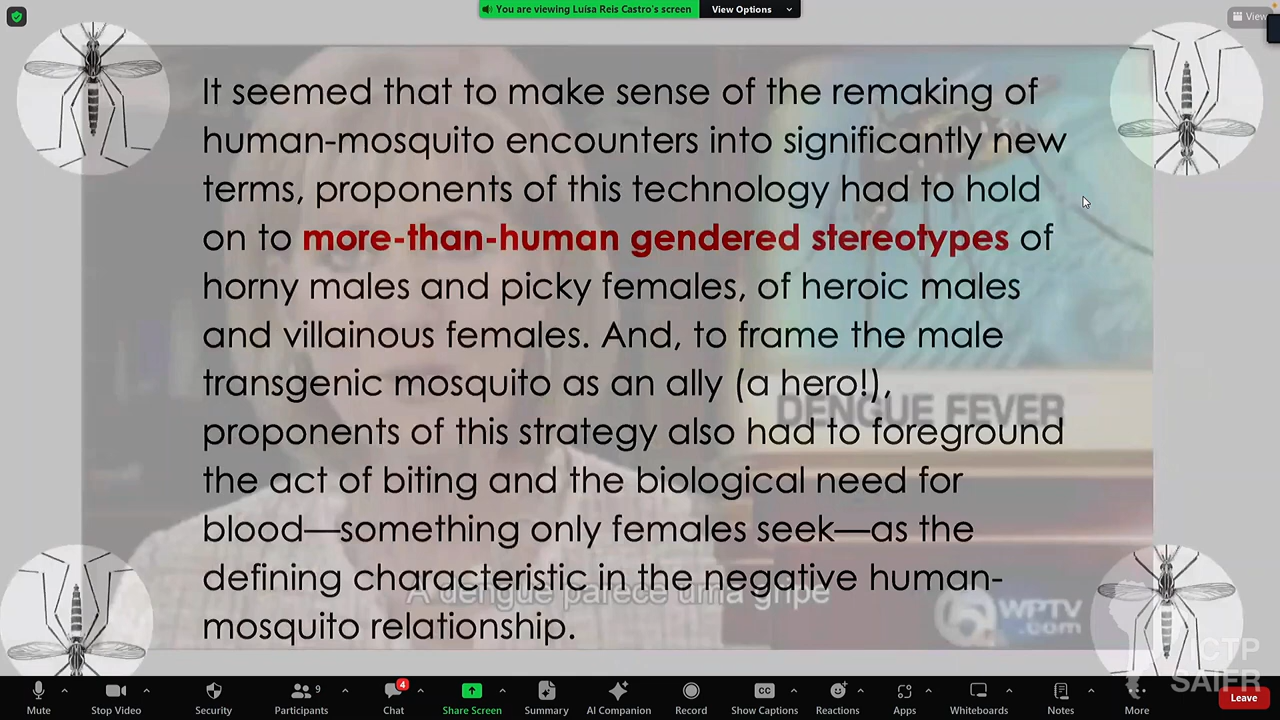 You are viewing Luísa Reis Castro's screen
View Options
View
It seemed that to make sense of the remaking of
human-mosquito encounters into significantly new
terms, proponents of this technology had to hold
on to more-than-human gendered stereotypes of
horny males and picky females, of heroic males
and villainous females. And, to frame the male
transgenic mosquito as an ally (a hero!),
DENGUE FEVER
proponents of this strategy also had to foreground
the act of biting and the biological need for
blood—something only females seek—as the
defining characteristic in the negative human-
A dengue parece uma gripe
mosquito relationship.
5 WPTV
.com
ICTP
SAIFR
Mute
Stop Video
Security
Participants 9
Chat 4
Share Screen
Summary
AI Companion
Record
CC
Show Captions
Reactions
Apps
Whiteboards
Notes
More
Leave